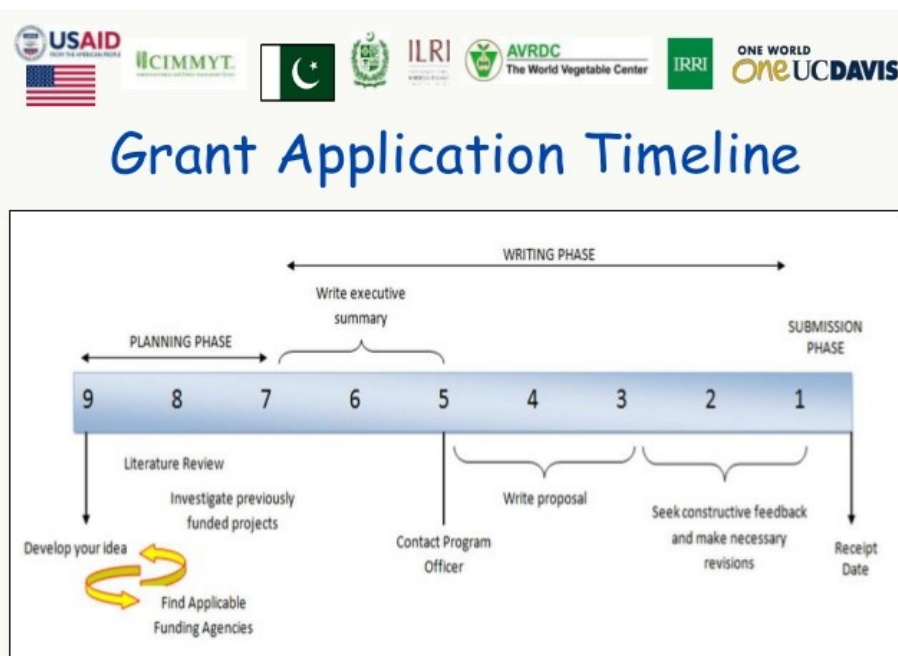 USAID
CIMMYT.
ILRI
AVRDC
The World Vegetable Center
IRRI
ONE WORLD
One UCDAVIS
Grant Application Timeline
WRITING PHASE
Write executive
summary
PLANNING PHASE
SUBMISSION
PHASE
9 8 7 6 5 4 3 2 1
Literature Review
Investigate previously
funded projects
Write proposal
Seek constructive feedback
and make necessary
revisions
Contact Program
Officer
Receipt
Date
Develop your idea
Find Applicable
Funding Agencies